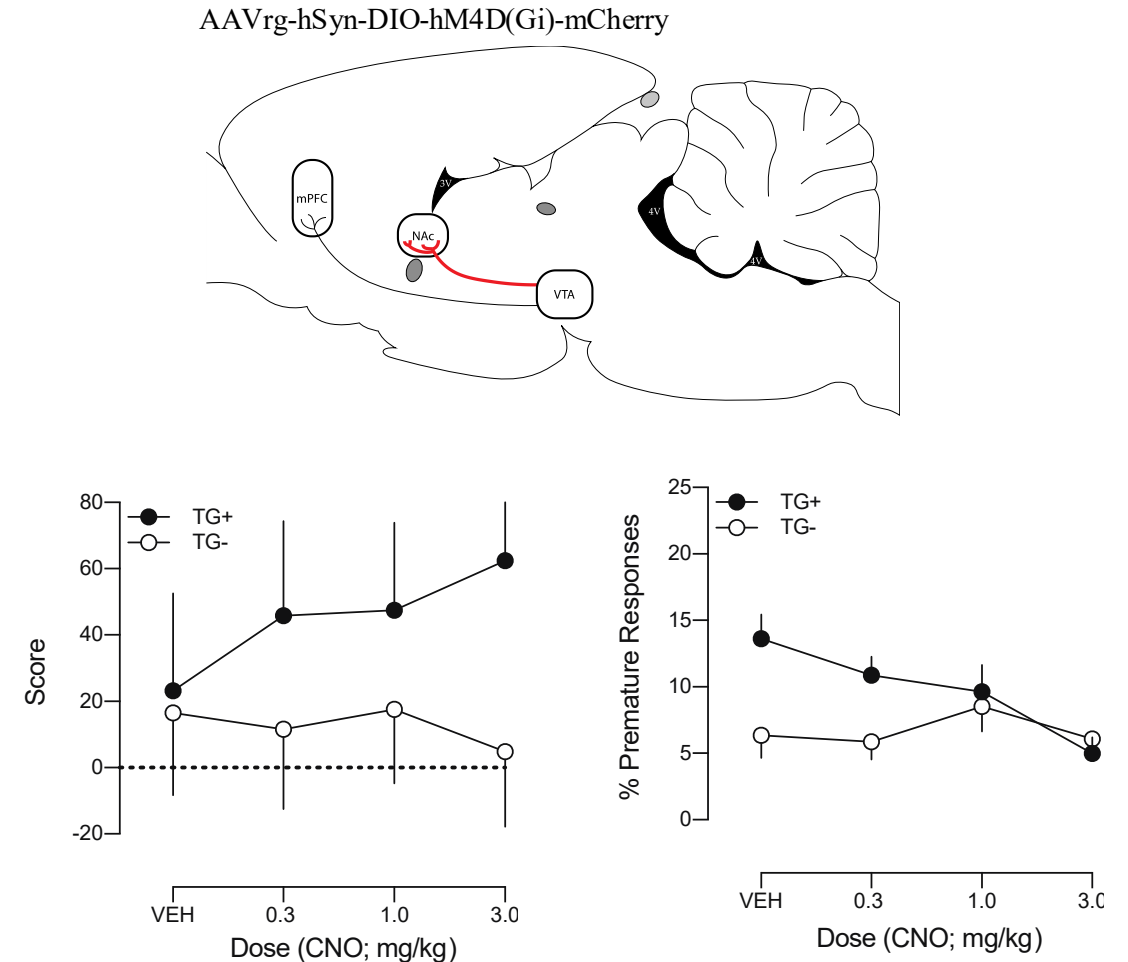 AAVrg-hSyn-DIO-hM4D(Gi)-mCherry
mPFC
3V
NAc
VTA
4V
4V
80
60
40
20
0
-20
Score
TG+
TG-
VEH
0.3
1.0
3.0
Dose (CNO; mg/kg)
25
20
15
10
5
0
% Premature Responses
TG+
TG-
VEH
0.3
1.0
3.0
Dose (CNO; mg/kg)